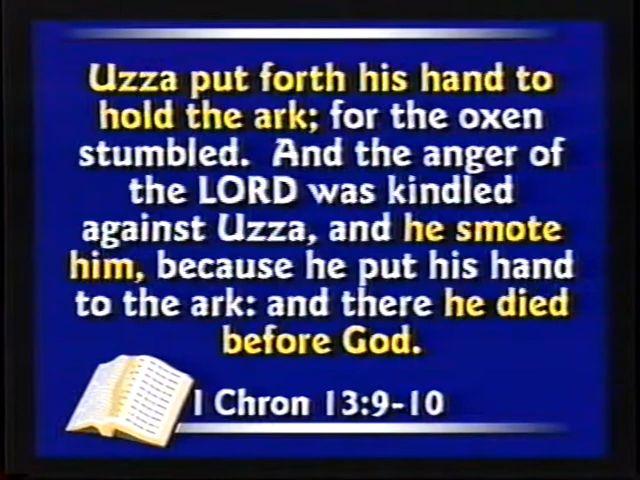 Uzza put forth his hand to
hold the ark; for the oxen
stumbled. And the anger of
the LORD was kindled
against Uzza, and he smote
him, because he put his hand
to the ark: and there he died
before God.
1 Chron 13:9-10